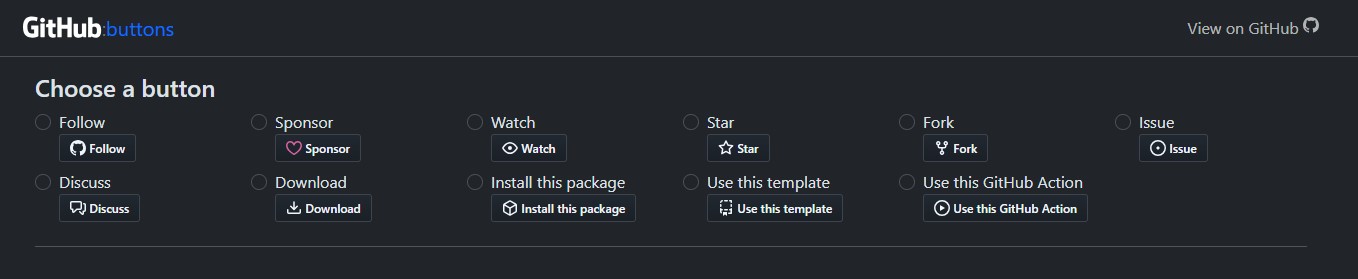 GitHub:buttons View on GitHub
Choose a button
Follow Sponsor Watch Star Fork Issue
Follow Sponsor Watch Star Fork Issue
Discuss Download Install this package Use this template Use this GitHub Action
Discuss Download Install this package Use this template Use this GitHub Action